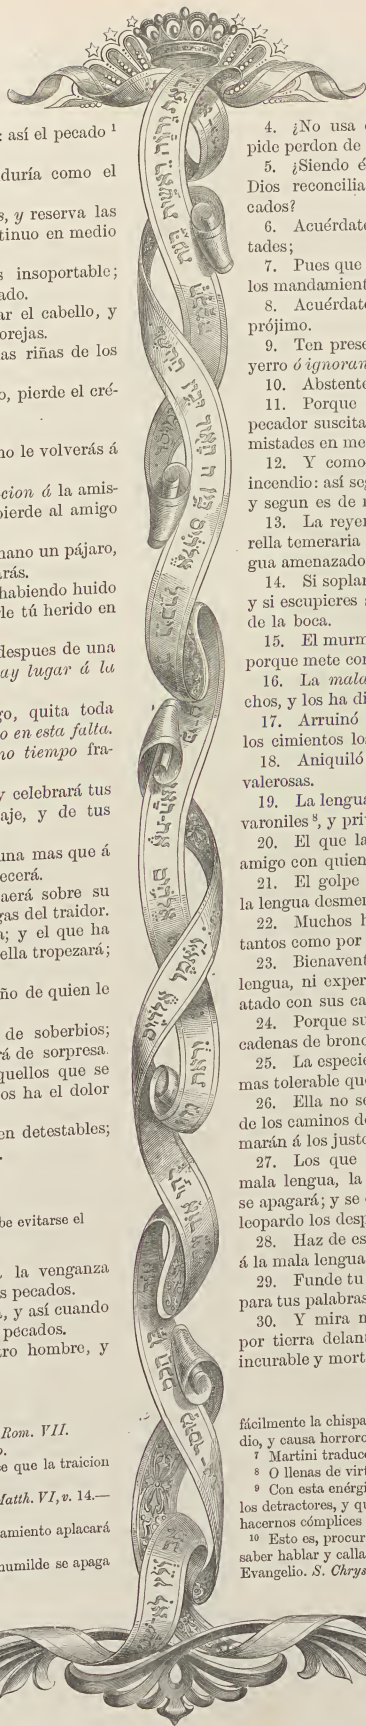 : así el pecado ¹
duría como el
s, y reserva las
tinuo en medio
s insoportable;
ado.
ar el cabello, y
orejas.
as riñas de los
o, pierde el cré-
no le volverás á
cion á la amis-
pierde al amigo
mano un pájaro,
arás.
habiendo huido
rle tú herido en
despues de una
ay lugar á la
go, quita toda
o en esta falta.
no tiempo fra-
y celebrará tus
aje, y de tus
una mas que á
ecerá.
aerá sobre su
gas del traidor.
a; y el que ha
ella tropezará;
ño de quien le
de soberbios;
rá de sorpresa.
quellos que se
os ha el dolor
en detestables;
.
be evitarse el
, la venganza
s pecados.
, y así cuando
pecados.
tro hombre, y
Rom. VII.
o.
e que la traicion
Matth. VI, v. 14.—
amiento aplacará
humilde se apaga
4. ¿No usa
pide perdon de
5. ¿Siendo é
Dios reconcilia
cados?
6. Acuérdate
tades;
7. Pues que
los mandamient
8. Acuérdate
prójimo.
9. Ten prese
yerro ó ignoran
10. Abstente
11. Porque
pecador suscita
mistades en me
12. Y como
incendio: así seg
y segun es de r
13. La reyer
rella temeraria
gua amenazado
14. Si soplar
y si escupieres s
de la boca.
15. El murm
porque mete con
16. La mala
chos, y los ha di
17. Arruinó
los cimientos lo
18. Aniquiló
valerosas.
19. La lengua
varoniles ⁸, y pri
20. El que la
amigo con quien
21. El golpe
la lengua desmen
22. Muchos h
tantos como por
23. Bienavent
lengua, ni exper
atado con sus ca
24. Porque su
cadenas de bronc
25. La especie
mas tolerable que
26. Ella no se
de los caminos de
marán á los justo
27. Los que
mala lengua, la
se apagará; y se
leopardo los desp
28. Haz de es
á la mala lengua
29. Funde tu
para tus palabras
30. Y mira n
por tierra delan
incurable y mort
fácilmente la chispa
dio, y causa horroro
⁷ Martini traduce
⁸ O llenas de virt
⁹ Con esta enérgi
los detractores, y qu
hacernos cómplices
¹⁰ Esto es, procur
saber hablar y calla
Evangelio. S. Chrys